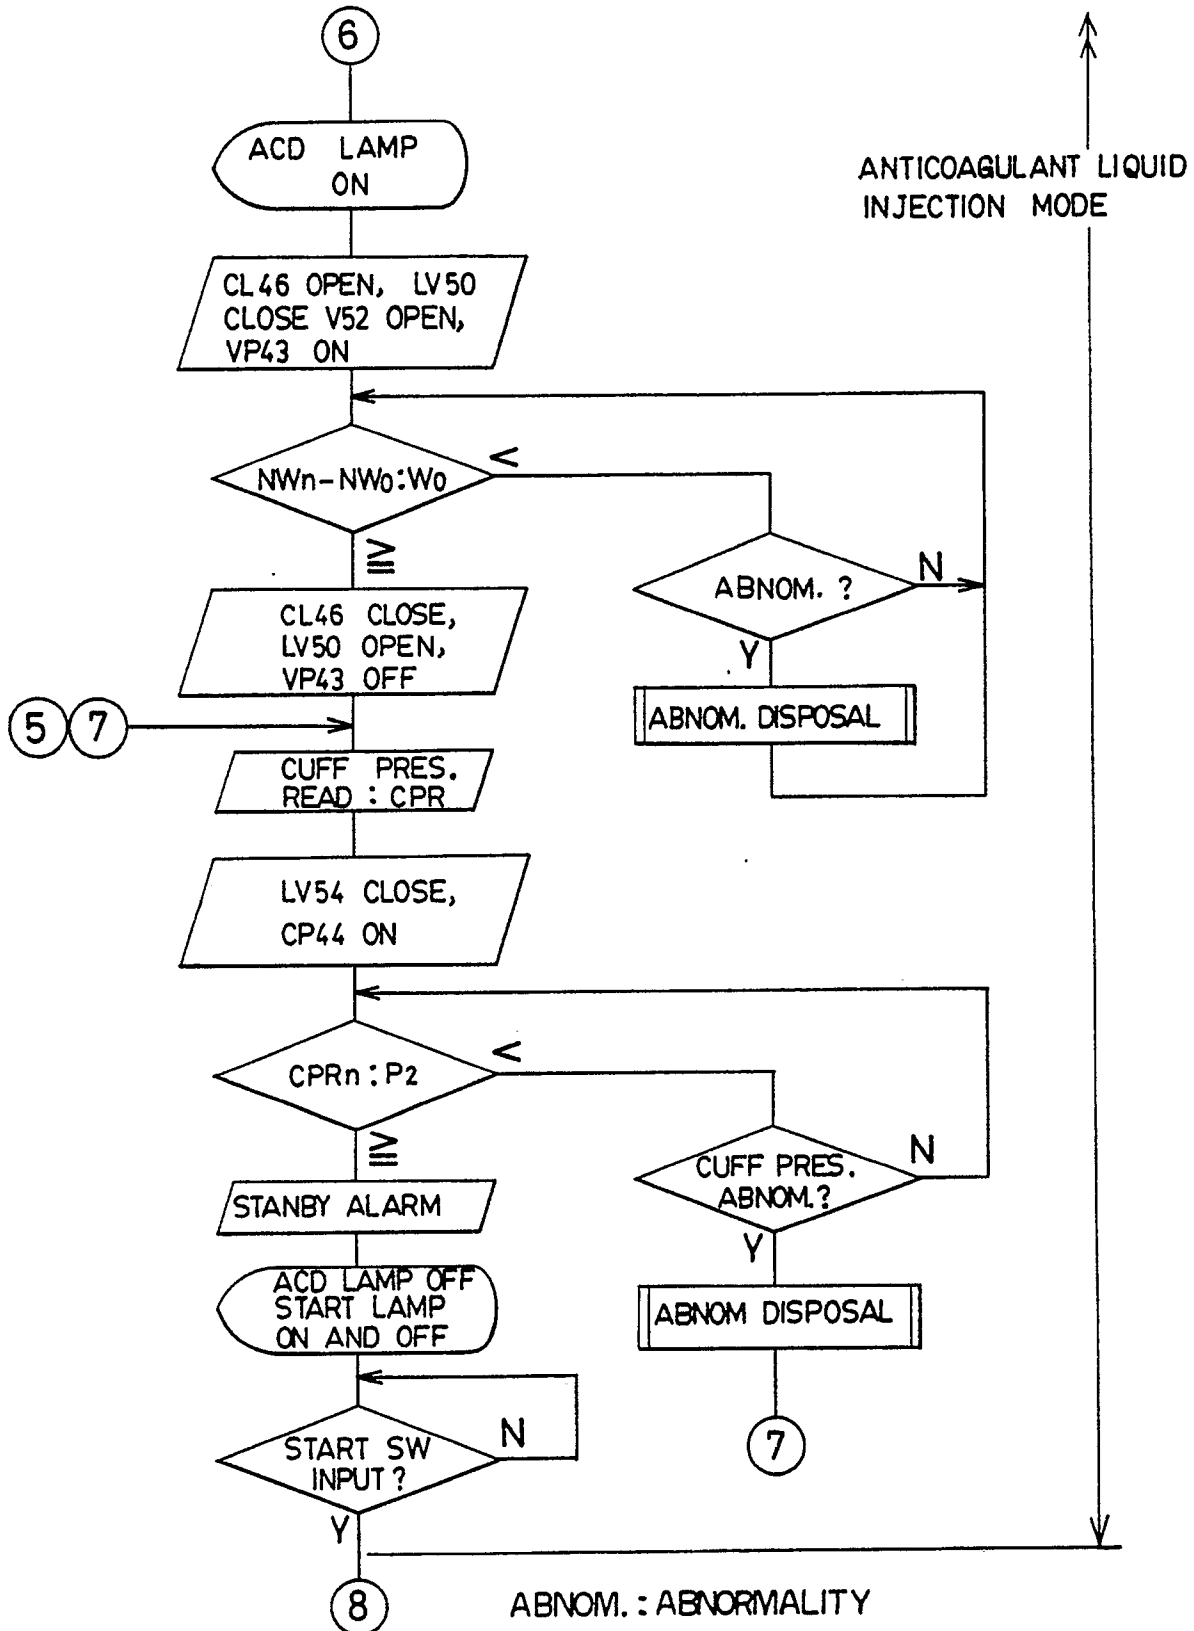 6
ACD LAMP
ON
ANTICOAGULANT LIQUID
INJECTION MODE
CL46 OPEN, LV50
CLOSE V52 OPEN,
VP43 ON
NWn-NWo:Wo
<
≧
ABNOM. ?
N
Y
CL46 CLOSE,
LV50 OPEN,
VP43 OFF
ABNOM. DISPOSAL
5 7
CUFF PRES.
READ : CPR
LV54 CLOSE,
CP44 ON
CPRn:P2
<
≧
CUFF PRES.
ABNOM.?
N
Y
STANBY ALARM
ACD LAMP OFF
START LAMP
ON AND OFF
ABNOM DISPOSAL
7
START SW
INPUT?
N
Y
8
ABNOM. : ABNORMALITY